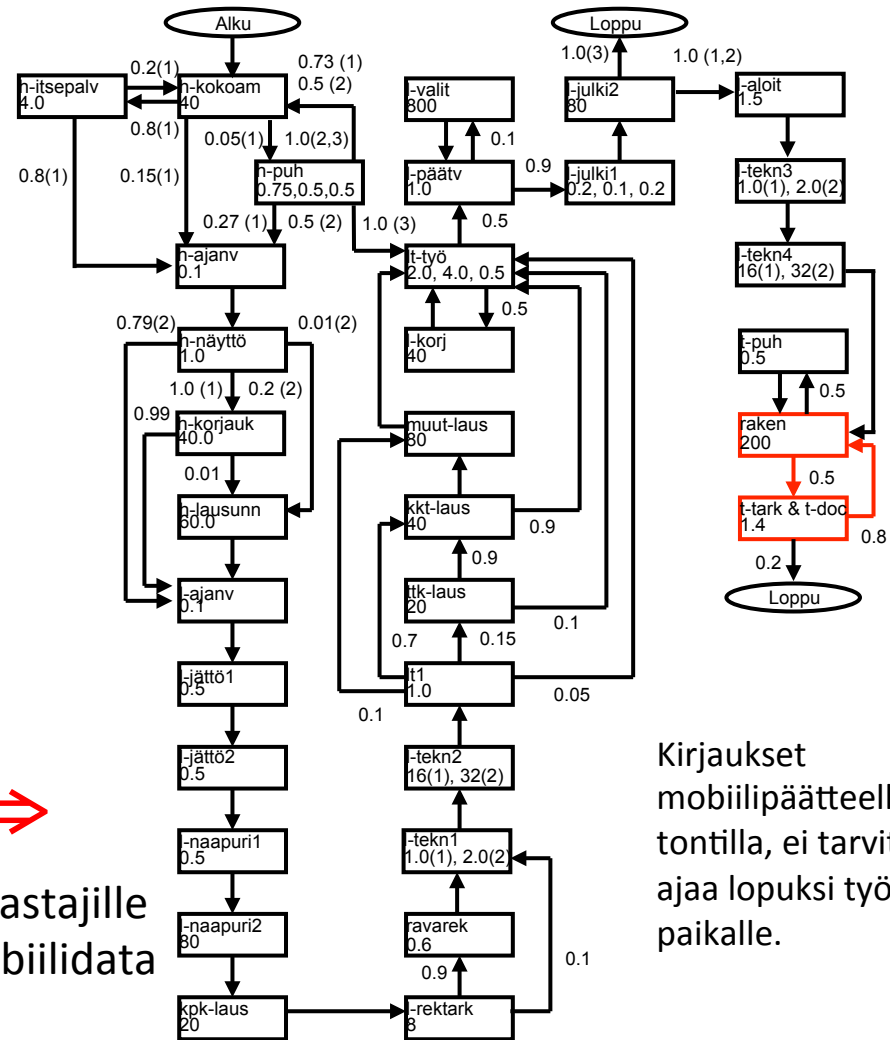 Alku
0.2(1)
0.73 (1)
0.5 (2)
h-itsepalv
4.0
h-kokoam
40
0.8(1)
0.05(1)
1.0(2,3)
0.8(1)
0.15(1)
h-puh
0.75,0.5,0.5
0.27 (1)
0.5 (2)
1.0 (3)
h-ajanv
0.1
0.79(2)
0.01(2)
h-näyttö
1.0
1.0 (1)
0.2 (2)
0.99
h-korjauk
40.0
0.01
h-lausunn
60.0
l-ajanv
0.1
l-jättö1
0.5
l-jättö2
0.5
l-naapuri1
0.5
l-naapuri2
80
kpk-laus
20
Loppu
1.0(3)
1.0 (1,2)
l-valit
800
l-julki2
80
0.1
l-päätv
1.0
0.9
l-julki1
0.2, 0.1, 0.2
0.5
lt-työ
2.0, 4.0, 0.5
0.5
l-korj
40
muut-laus
80
kkt-laus
40
0.9
0.9
ttk-laus
20
0.1
0.7
0.15
lt1
1.0
0.05
0.1
l-tekn2
16(1), 32(2)
l-tekn1
1.0(1), 2.0(2)
ravarek
0.6
0.9
0.1
l-rektark
8
l-aloit
1.5
l-tekn3
1.0(1), 2.0(2)
l-tekn4
16(1), 32(2)
t-puh
0.5
0.5
raken
200
0.5
t-tark & t-doc
1.4
0.8
0.2
Loppu
⇒
astajille
biilidata
Kirjaukset
mobiilipäätteell
tontilla, ei tarvit
ajaa lopuksi työ
paikalle.